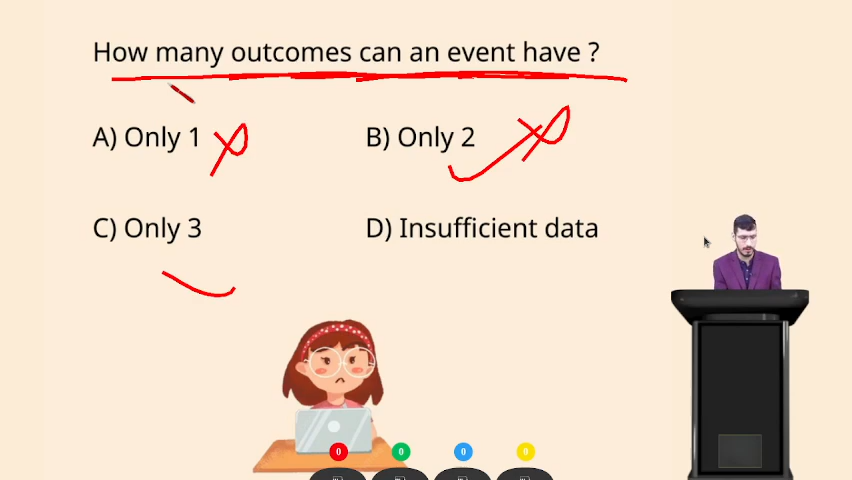 How many outcomes can an event have ?
A) Only 1
B) Only 2
C) Only 3
D) Insufficient data
0 0 0 0